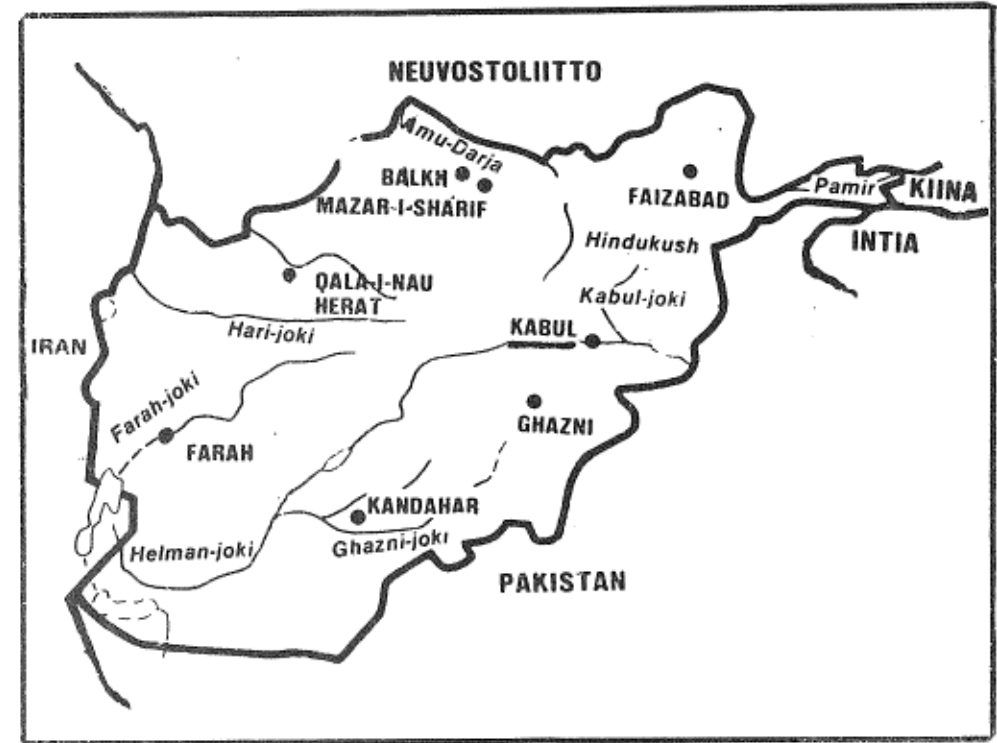 NEUVOSTOLIITTO
Amu-Darja
BALKH
MAZAR-I-SHARIF
FAIZABAD
Pamir
KIINA
INTIA
Hindukush
QALA-I-NAU
HERAT
Kabul-joki
Hari-joki
KABUL
IRAN
Farah-joki
FARAH
GHAZNI
KANDAHAR
Ghazni-joki
Helman-joki
PAKISTAN